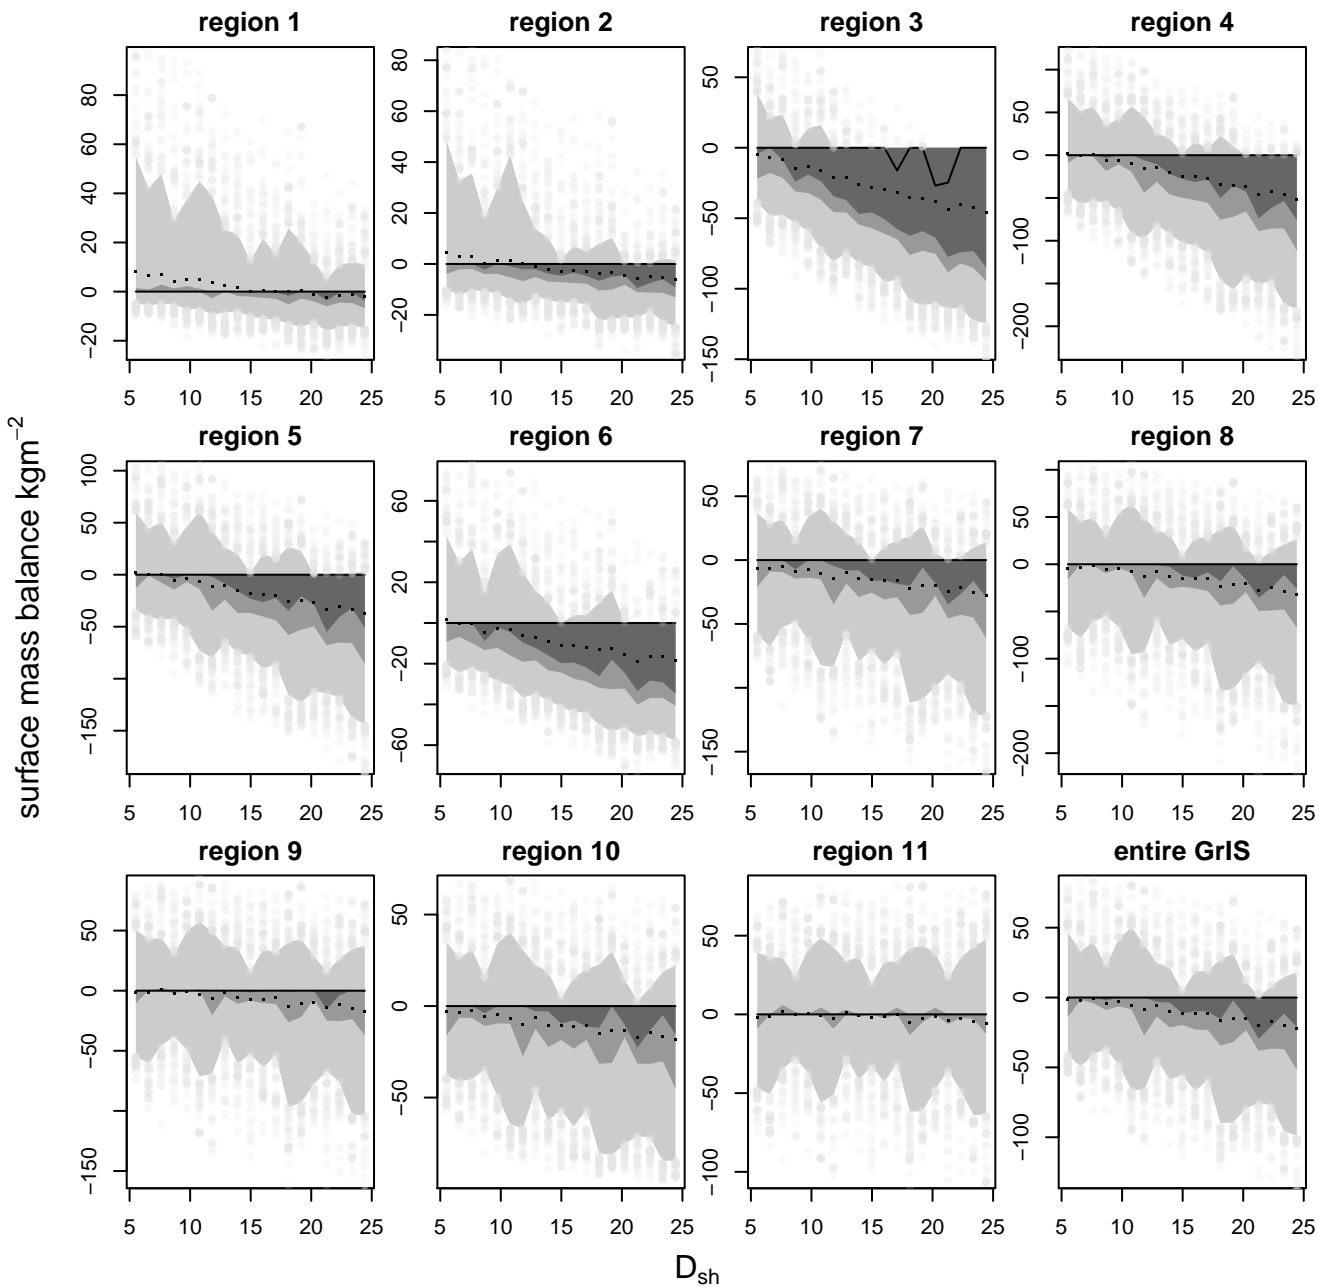 region 1 region 2 region 3 region 4
80 60 40 20 0 −20
80 60 40 20 0 −20
50 0 −50 −100 −150
50 0 −100 −200
5 10 15 20 25 5 10 15 20 25 5 10 15 20 25 5 10 15 20 25
region 5 region 6 region 7 region 8
surface mass balance kgm−2
100 50 0 −50 −150
60 20 −20 −60
50 0 −50 −150
50 0 −100 −200
5 10 15 20 25 5 10 15 20 25 5 10 15 20 25 5 10 15 20 25
region 9 region 10 region 11 entire GrIS
50 0 −50 −150
50 0 −50
50 0 −50 −100
50 0 −50 −100
5 10 15 20 25 5 10 15 20 25 5 10 15 20 25 5 10 15 20 25
Dsh